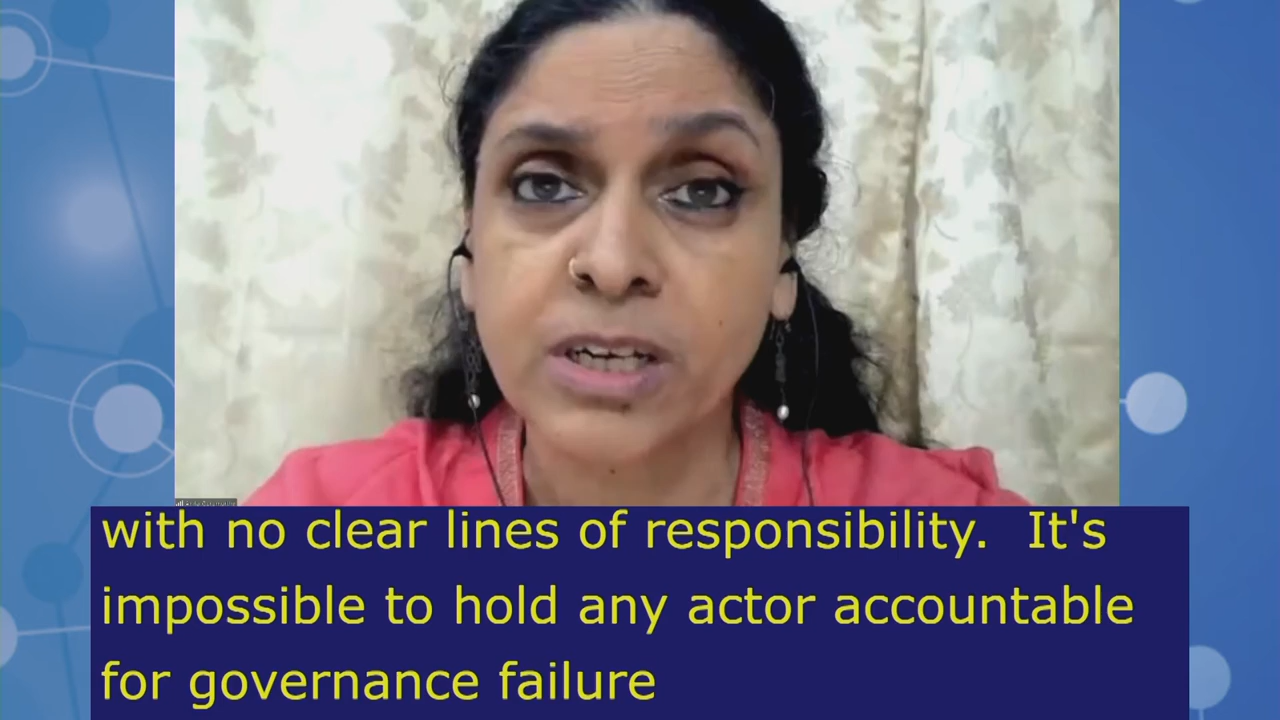 with no clear lines of responsibility.  It's
impossible to hold any actor accountable
for governance failure